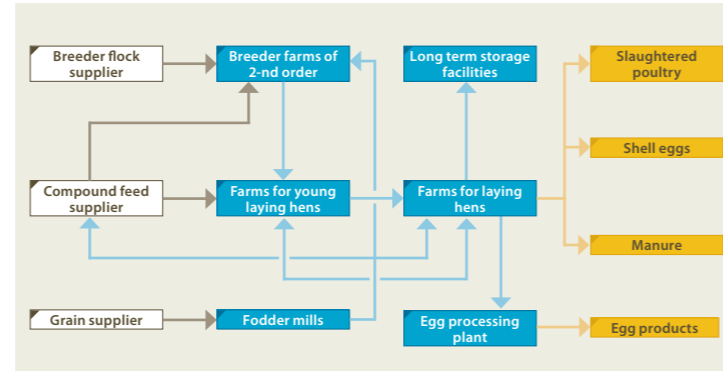 Breeder flock
supplier
Breeder farms of
2-nd order
Long term storage
facilities
Slaughtered
poultry
Shell eggs
Compound feed
supplier
Farms for young
laying hens
Farms for laying
hens
Manure
Grain supplier
Fodder mills
Egg processing
plant
Egg products